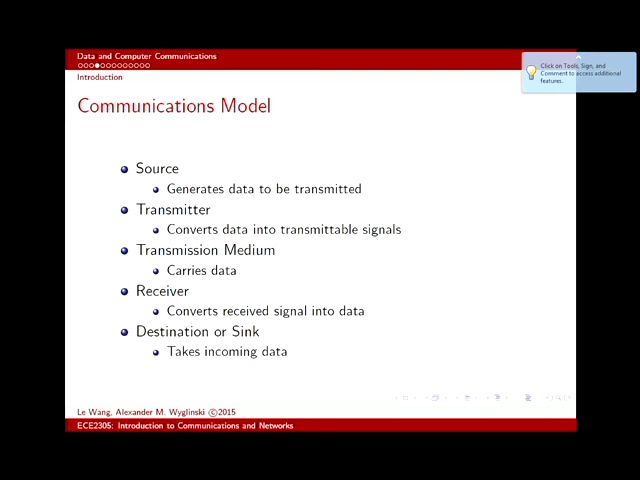 Data and Computer Communications
Introduction
Click on Tools, Sign, and
Comment to access additional
features.
Communications Model
Source
Generates data to be transmitted
Transmitter
Converts data into transmittable signals
Transmission Medium
Carries data
Receiver
Converts received signal into data
Destination or Sink
Takes incoming data
Le Wang, Alexander M. Wyglinski ©2015
ECE2305: Introduction to Communications and Networks